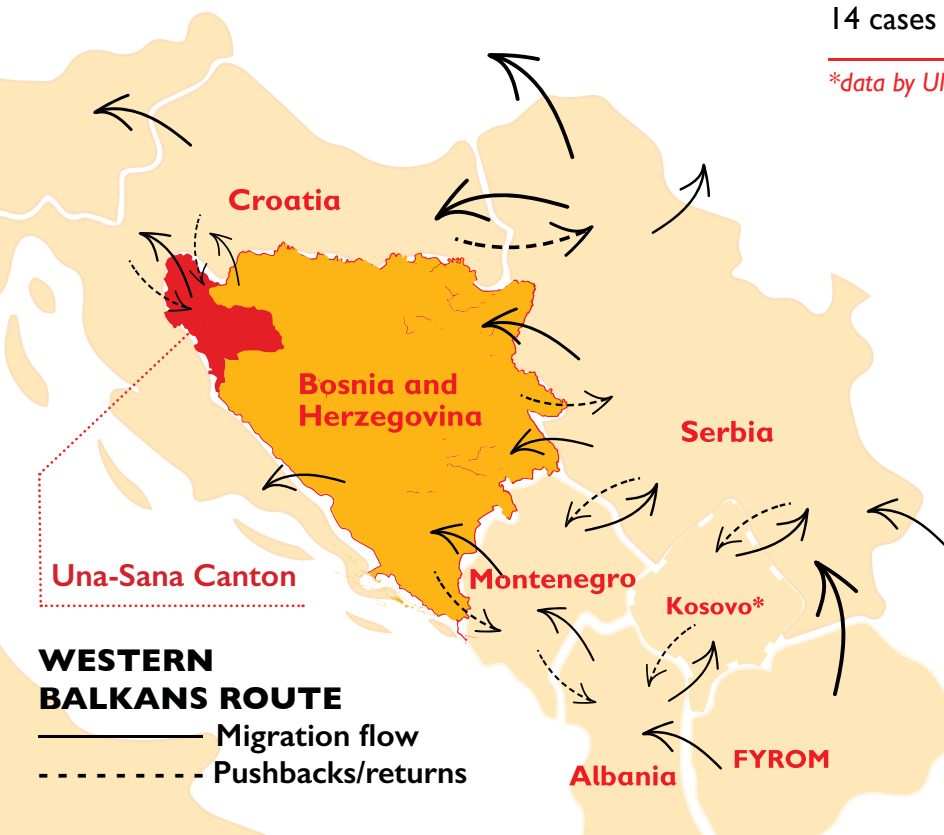 14 cases
*data by
Croatia
Bosnia and
Herzegovina
Serbia
Una-Sana Canton
Montenegro
Kosovo*
WESTERN
BALKANS ROUTE
Migration flow
Pushbacks/returns
Albania
FYROM